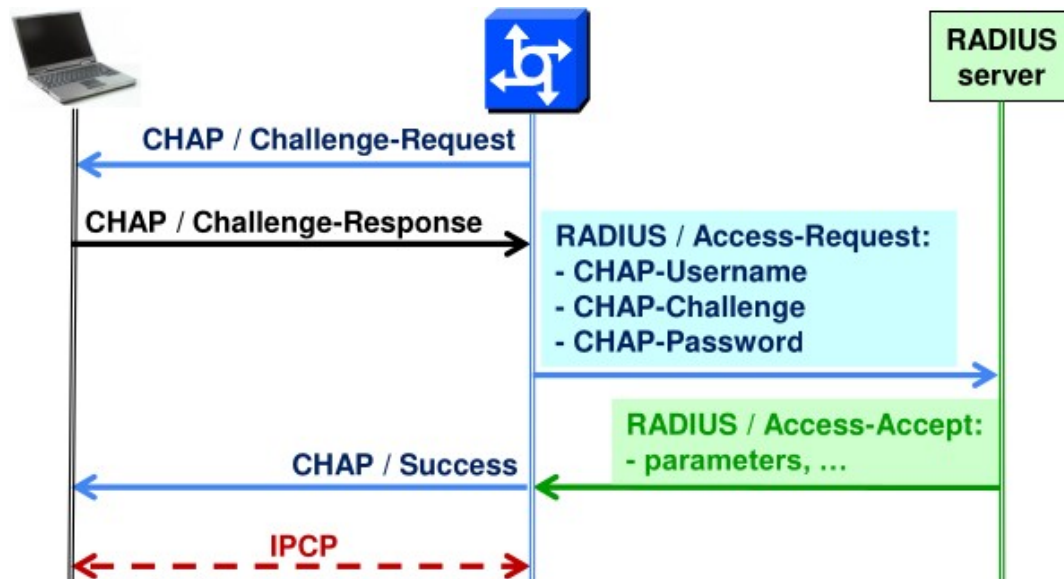 RADIUS
server
CHAP / Challenge-Request
CHAP / Challenge-Response
RADIUS / Access-Request:
- CHAP-Username
- CHAP-Challenge
- CHAP-Password
RADIUS / Access-Accept:
- parameters, ...
CHAP / Success
IPCP